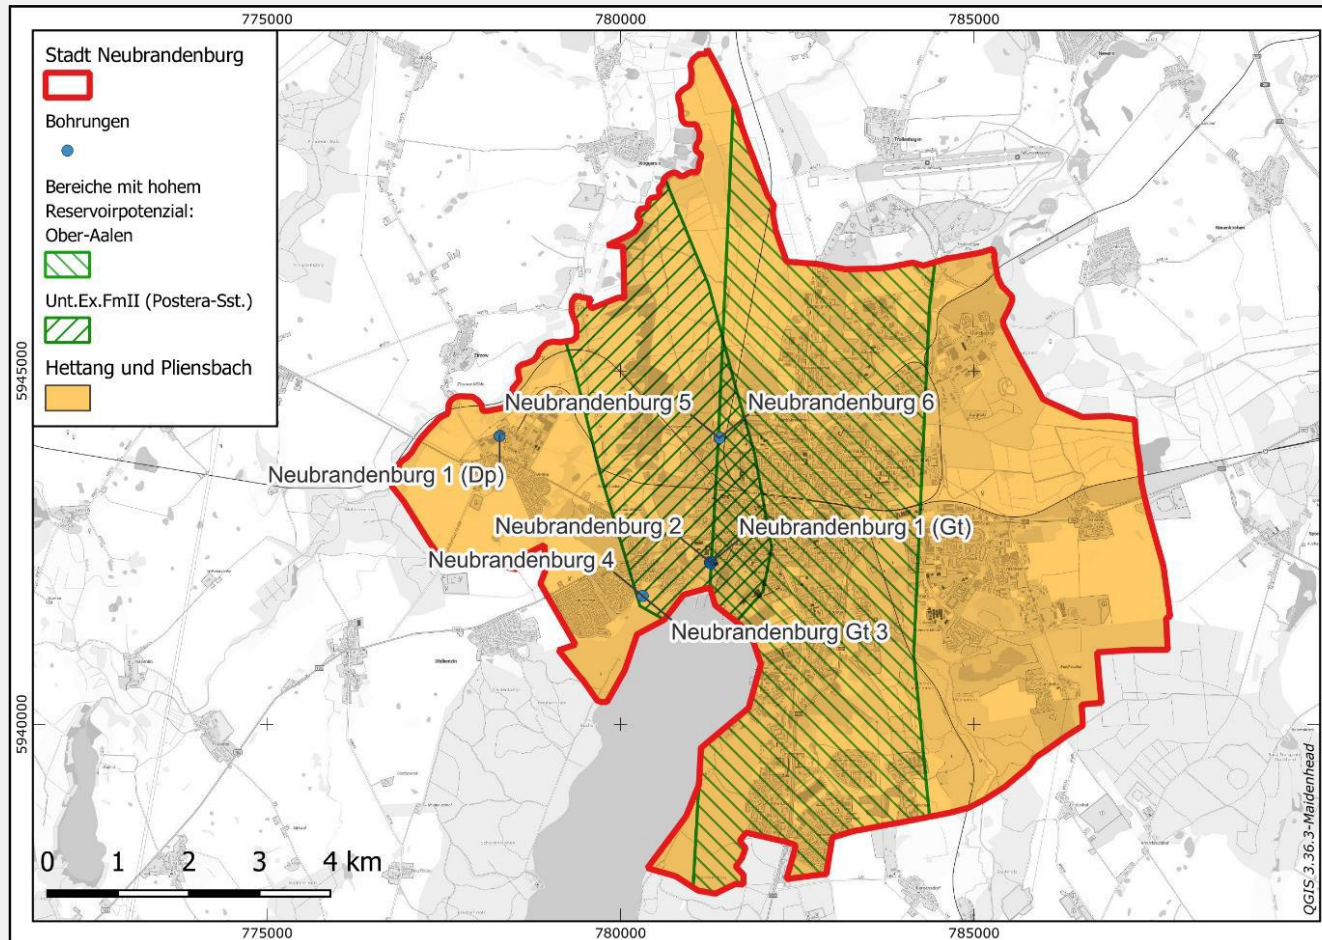 775000
780000
785000
Stadt Neubrandenburg
Bohrungen
Bereiche mit hohem
Reservoirpotenzial:
Ober-Aalen
Unt.Ex.FmII (Postera-Sst.)
Hettang und Pliensbach
5945000
5945000
Neubrandenburg 5
Neubrandenburg 6
Neubrandenburg 1 (Dp)
Neubrandenburg 2
Neubrandenburg 1 (Gt)
Neubrandenburg 4
Neubrandenburg Gt 3
5940000
5940000
0 1 2 3 4 km
QGIS 3.36.3-Maidenhead
775000
780000
785000